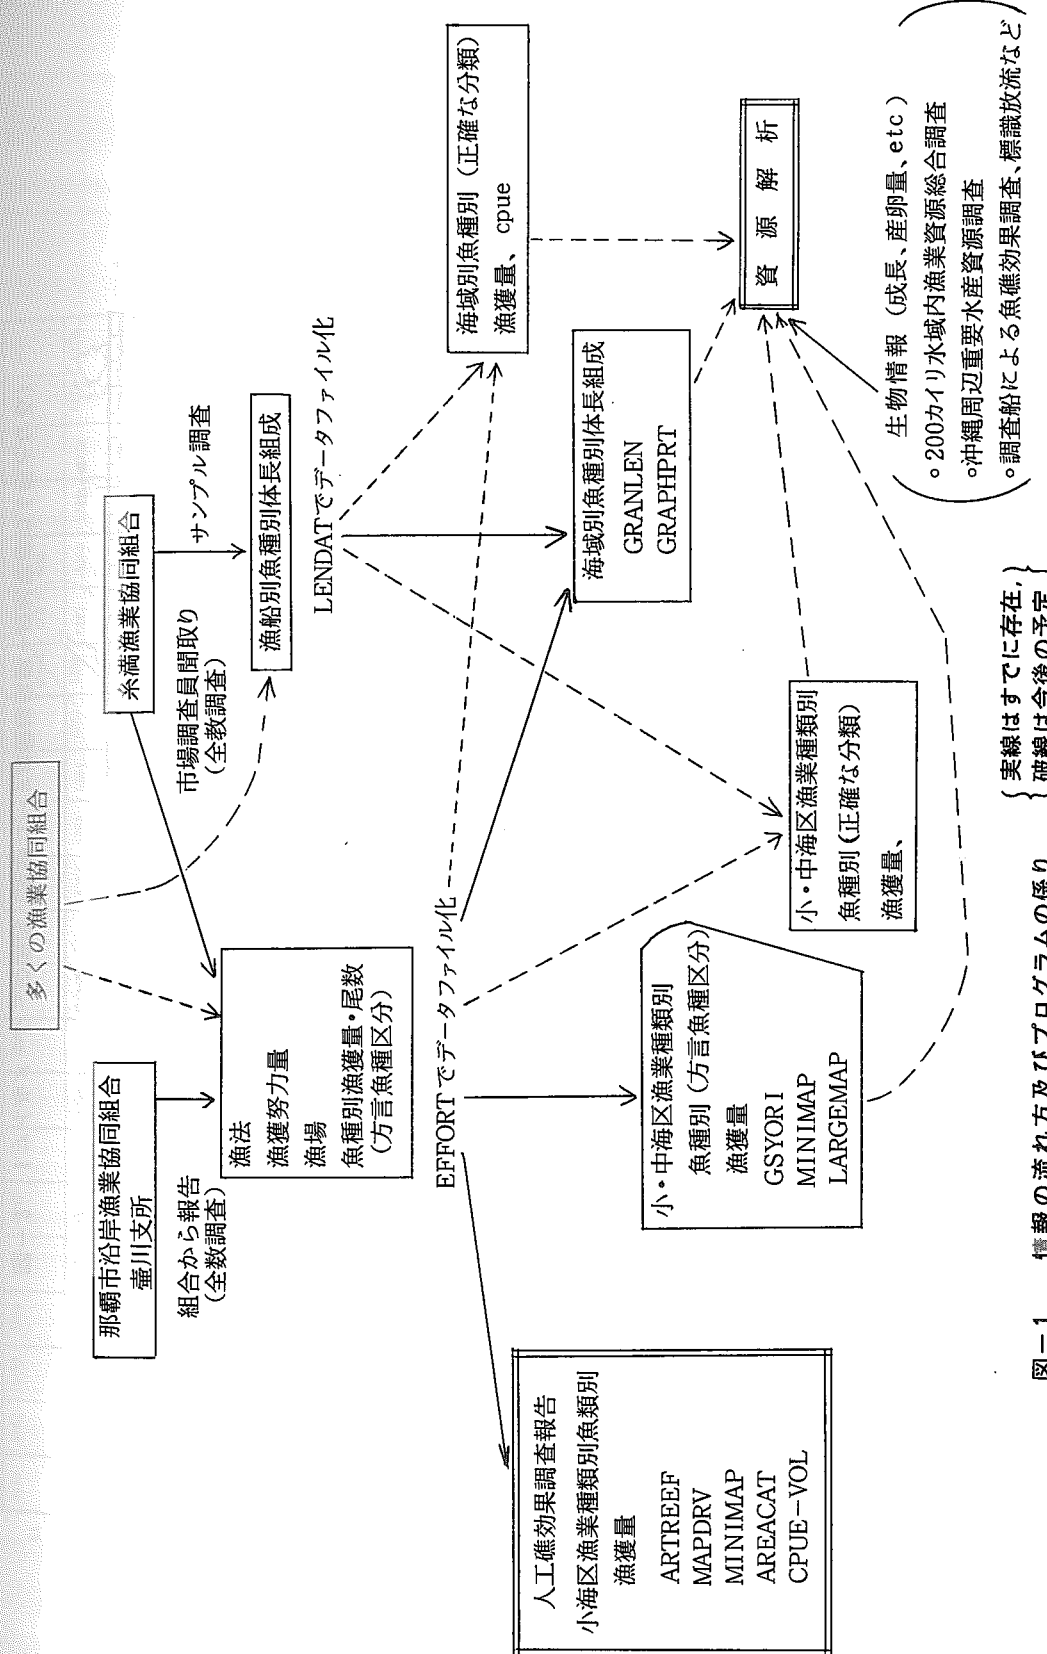 多くの漁業協同組合
那覇市沿岸漁業協同組合
壷川支所
糸満漁業協同組合
組合から報告
(全数調査)
市場調査員聞取り
(全教調査)
サンプル調査
漁法
漁獲努力量
漁場
魚種別漁獲量・尾数
(方言魚種区分)
漁船別魚種別体長組成
EFFORTでデータファイル化
LENDATでデータファイル化
人工礁効果調査報告
小海区漁業種類別魚類別
漁獲量
ARTREEF
MAPDRV
MINIMAP
AREACAT
CPUE-VOL
小・中海区漁業種類別
魚種別(方言魚種区分)
漁獲量
GSYORI
MINIMAP
LARGEMAP
小・中海区漁業種類別
魚種別(正確な分類)
漁獲量、
海域別魚種別体長組成
GRANLEN
GRAPHPRT
海域別魚種別(正確な分類)
漁獲量、cpue
資源解析
生物情報(成長、産卵量、etc)
○200カイリ水域内漁業資源総合調査
○沖縄周辺重要水産資源調査
○調査船による魚礁効果調査、標識放流など
図-1 情報の流れ方及びプログラムの係り
実線はすでに存在,
破線は今後の予定